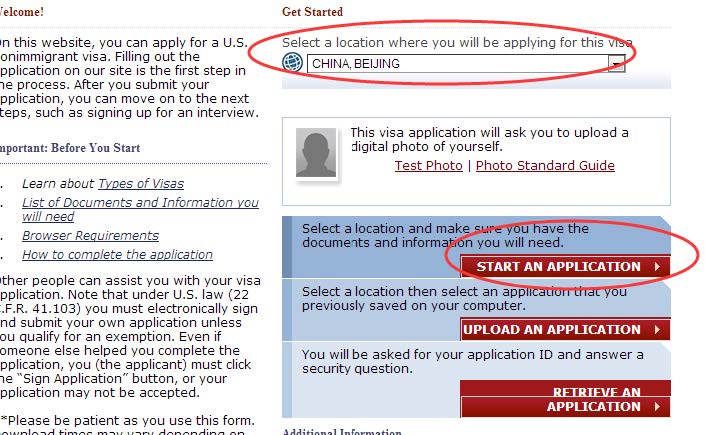 Welcome!
On this website, you can apply for a U.S.
nonimmigrant visa. Filling out the
application on our site is the first step in
the process. After you submit your
application, you can move on to the next
steps, such as signing up for an interview.
Important: Before You Start
Learn about Types of Visas
List of Documents and Information you
will need
Browser Requirements
How to complete the application
Other people can assist you with your visa
application. Note that under U.S. law (22
C.F.R. 41.103) you must electronically sign
and submit your own application unless
you qualify for an exemption. Even if
someone else helped you complete the
application, you (the applicant) must click
the “Sign Application” button, or your
application may not be accepted.
**Please be patient as you use this form.
Download times may vary depending on
Get Started
Select a location where you will be applying for this visa
CHINA, BEIJING
This visa application will ask you to upload a
digital photo of yourself.
Test Photo | Photo Standard Guide
Select a location and make sure you have the
documents and information you will need.
START AN APPLICATION
Select a location then select an application that you
previously saved on your computer.
UPLOAD AN APPLICATION
You will be asked for your application ID and answer a
security question.
RETRIEVE AN
APPLICATION
Additional Information